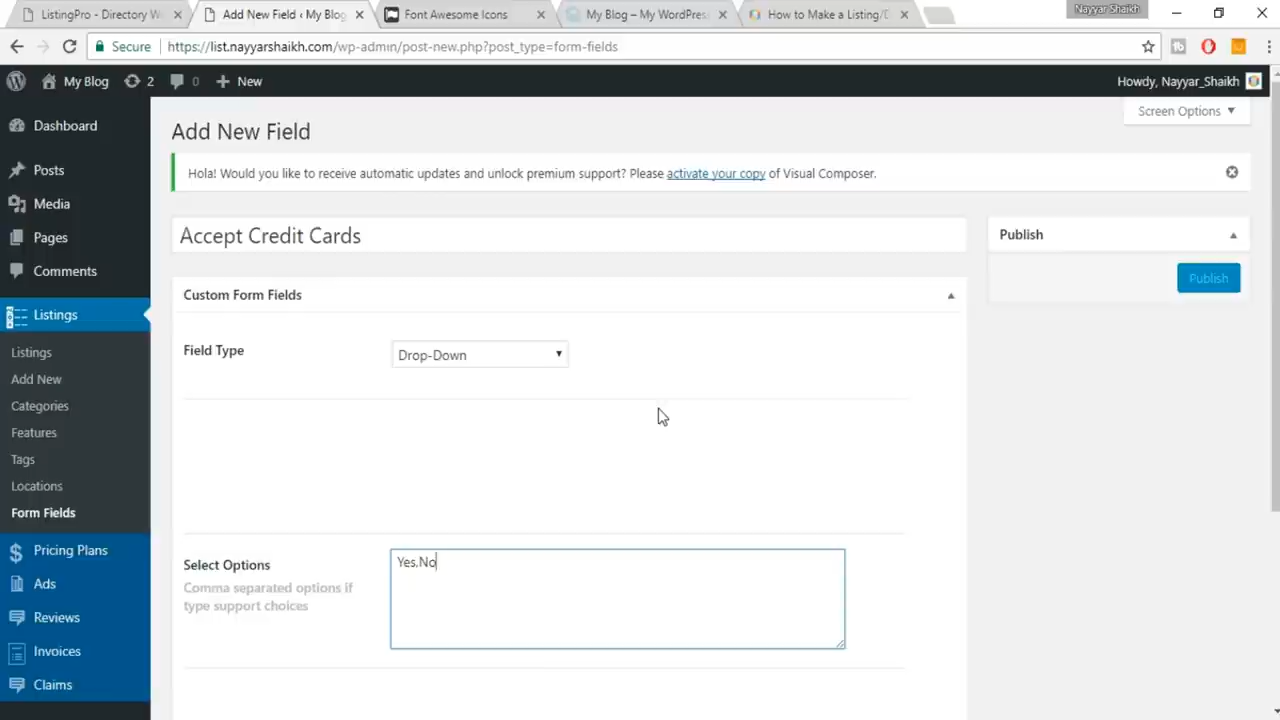 ListingPro - Directory W
Add New Field ‹ My Blog
Font Awesome Icons
My Blog – My WordPress
How to Make a Listing/D
Nayyar Shaikh
Secure
https://list.nayyarshaikh.com/wp-admin/post-new.php?post_type=form-fields
My Blog
2
0
New
Howdy, Nayyar_Shaikh
Screen Options
Dashboard
Posts
Media
Pages
Comments
Listings
Listings
Add New
Categories
Features
Tags
Locations
Form Fields
Pricing Plans
Ads
Reviews
Invoices
Claims
Add New Field
Hola! Would you like to receive automatic updates and unlock premium support? Please activate your copy of Visual Composer.
Accept Credit Cards
Custom Form Fields
Field Type
Drop-Down
Select Options
Comma separated options if
type support choices
Yes,No
Publish
Publish